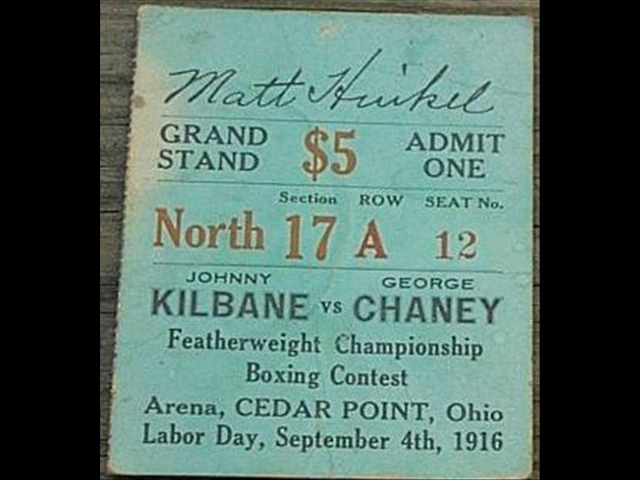 Matt Hinkel
GRAND STAND $5 ADMIT ONE
Section ROW SEAT No.
North 17 A 12
JOHNNY GEORGE
KILBANE vs CHANEY
Featherweight Championship
Boxing Contest
Arena, CEDAR POINT, Ohio
Labor Day, September 4th, 1916